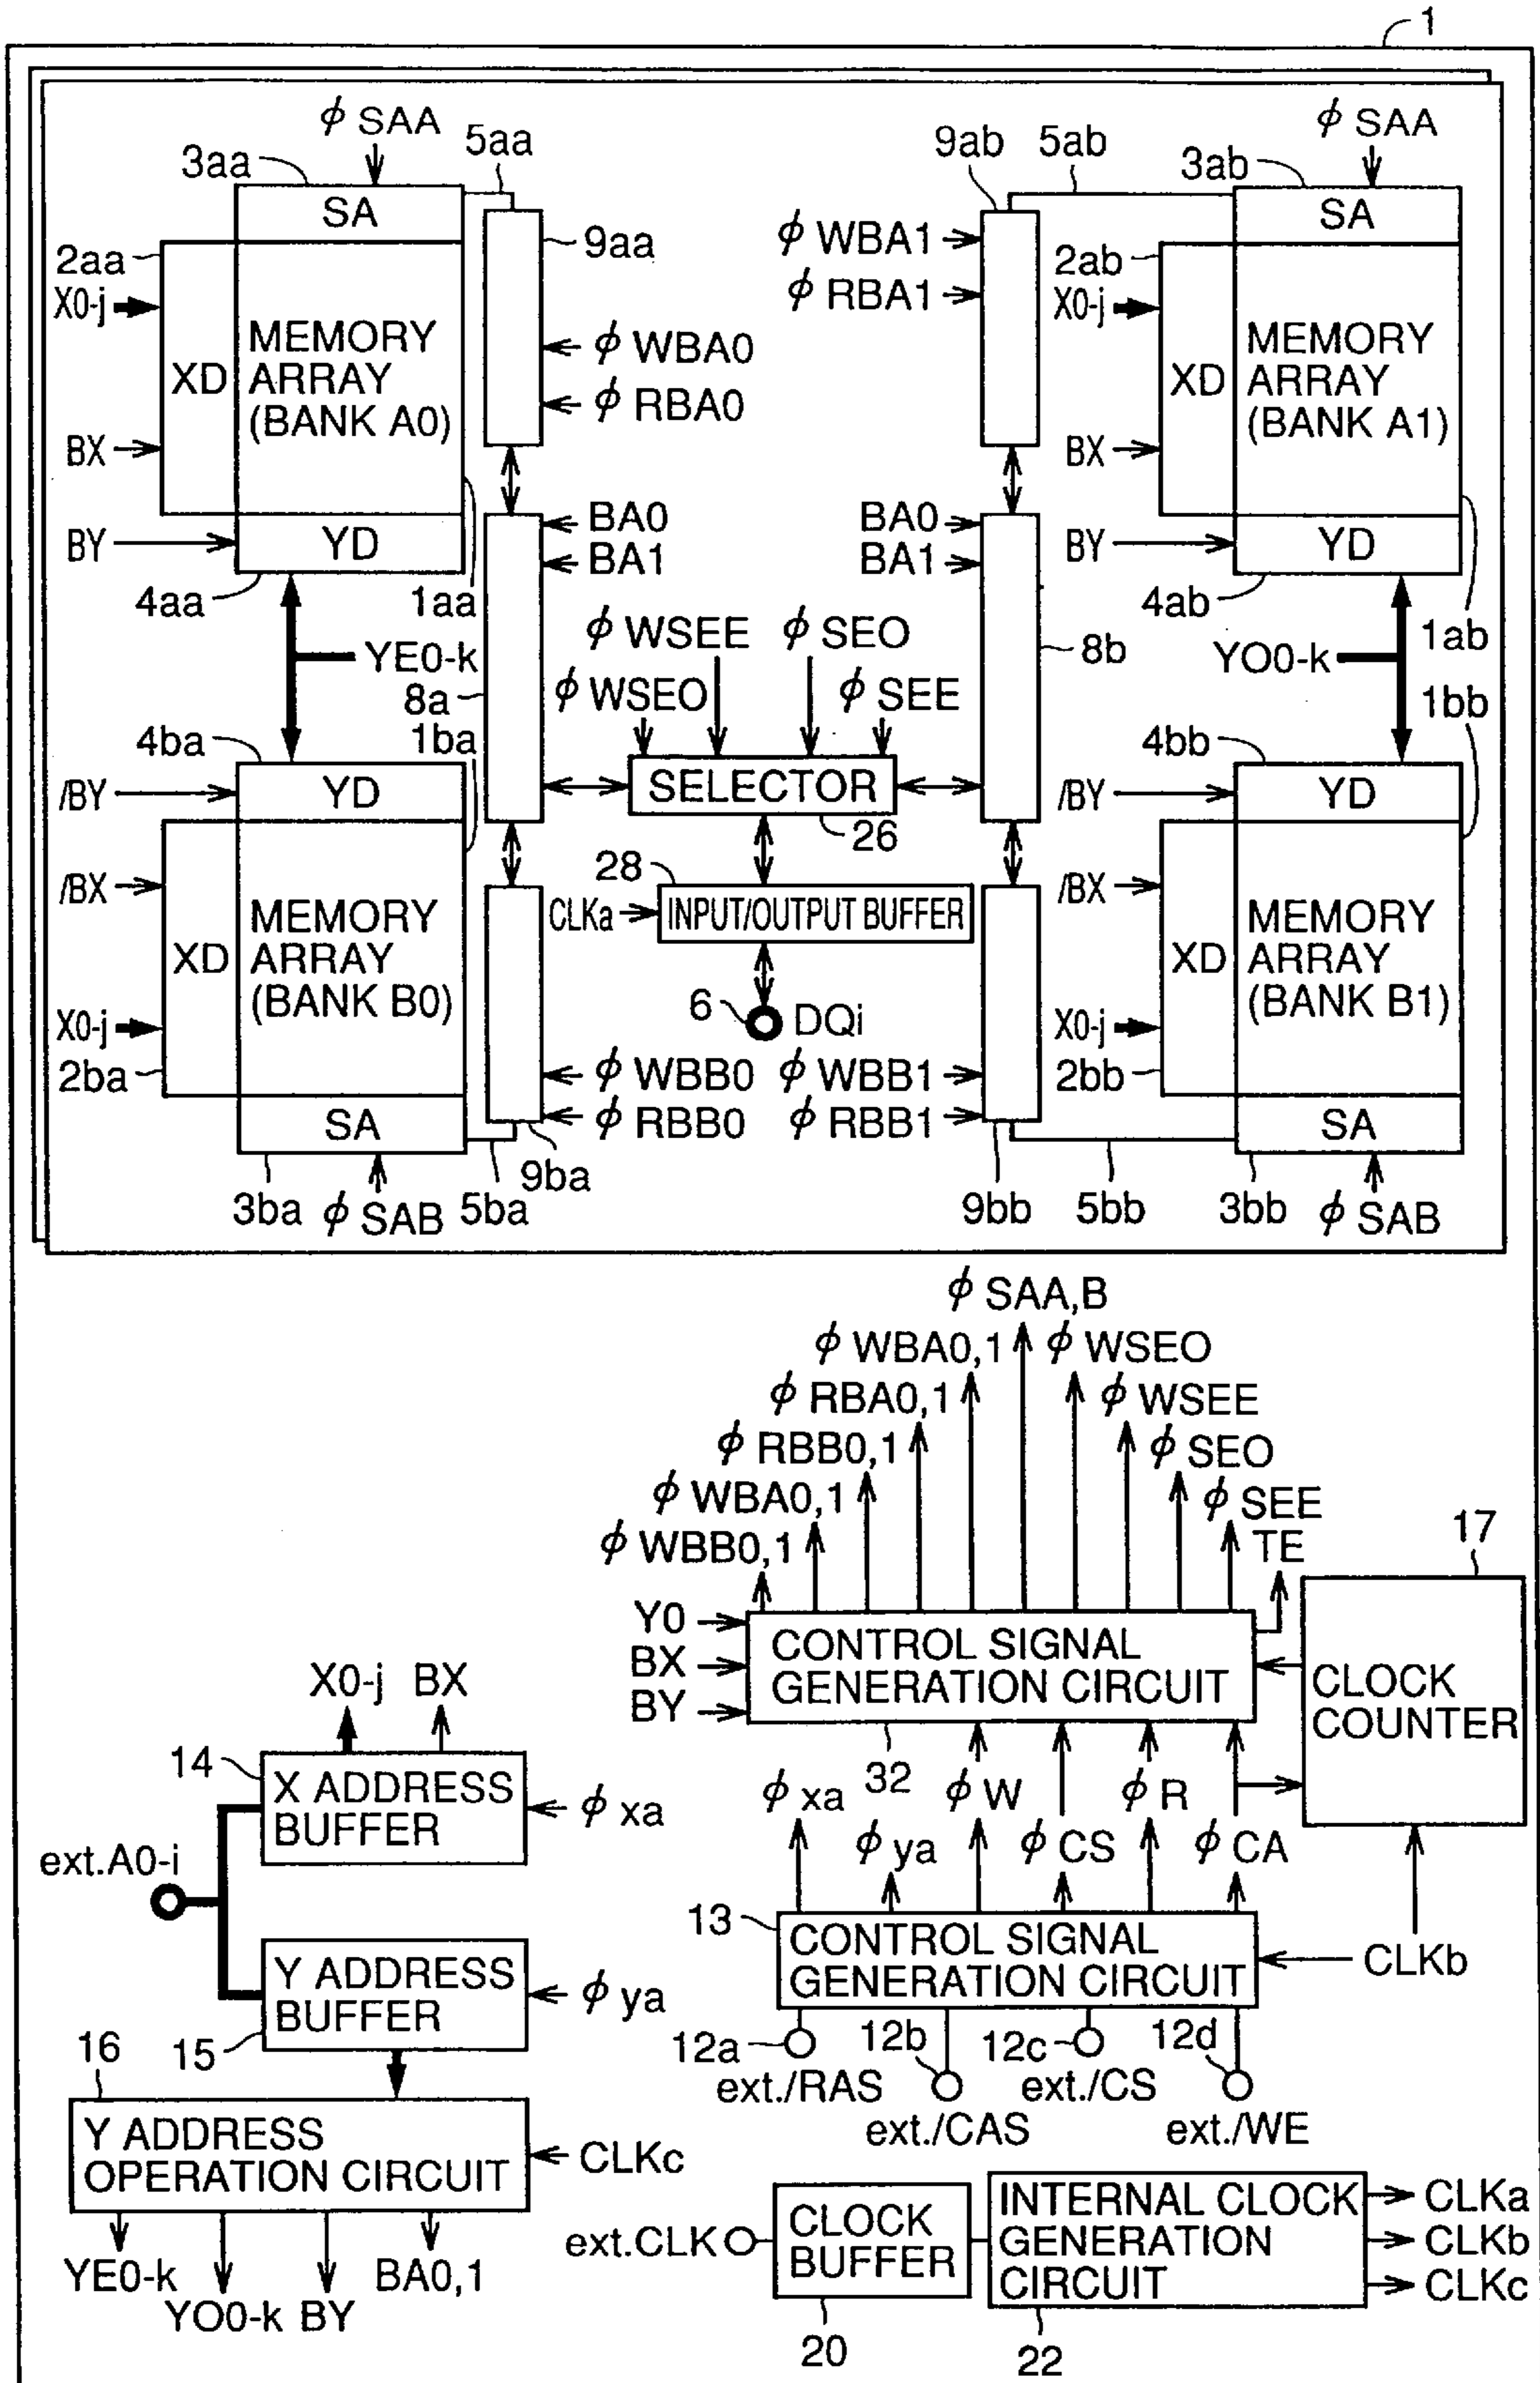 1
φ SAA
5aa
9ab
5ab
φ SAA
3aa
3ab
SA
SA
2aa
9aa
φ WBA1
2ab
X0-j
φ RBA1
X0-j
MEMORY
ARRAY
(BANK A0)
XD
φ WBA0
φ RBA0
MEMORY
ARRAY
(BANK A1)
XD
BX
BX
BA0
BA1
BA0
BA1
BY
YD
BY
YD
4aa
1aa
4ab
1ab
φ WSEE
φ SEO
8b
YE0-k
YO0-k
8a
φ WSEO
φ SEE
1bb
4ba
1ba
4bb
/BY
YD
SELECTOR
/BY
YD
26
28
/BX
CLKa
INPUT/OUTPUT BUFFER
/BX
MEMORY
ARRAY
(BANK B0)
XD
MEMORY
ARRAY
(BANK B1)
XD
6
DQi
X0-j
X0-j
2ba
φ WBB0
φ WBB1
2bb
φ RBB0
φ RBB1
SA
SA
9ba
3ba
φ SAB
5ba
9bb
5bb
3bb
φ SAB
φ SAA,B
φ WBA0,1
φ WSEO
φ RBA0,1
φ WSEE
φ RBB0,1
φ SEO
φ WBA0,1
φ SEE
φ WBB0,1
TE
17
Y0
BX
BY
CONTROL SIGNAL
GENERATION CIRCUIT
CLOCK
COUNTER
X0-j
BX
14
32
X ADDRESS
BUFFER
φ xa
φ xa
φ W
φ R
ext.A0-i
φ ya
φ CS
φ CA
13
CONTROL SIGNAL
GENERATION CIRCUIT
CLKb
Y ADDRESS
BUFFER
φ ya
15
16
12a
12b
12c
12d
ext./RAS
ext./CS
ext./CAS
ext./WE
Y ADDRESS
OPERATION CIRCUIT
CLKc
YE0-k
BA0,1
YO0-k
BY
ext.CLK
CLOCK
BUFFER
INTERNAL CLOCK
GENERATION
CIRCUIT
CLKa
CLKb
CLKc
20
22